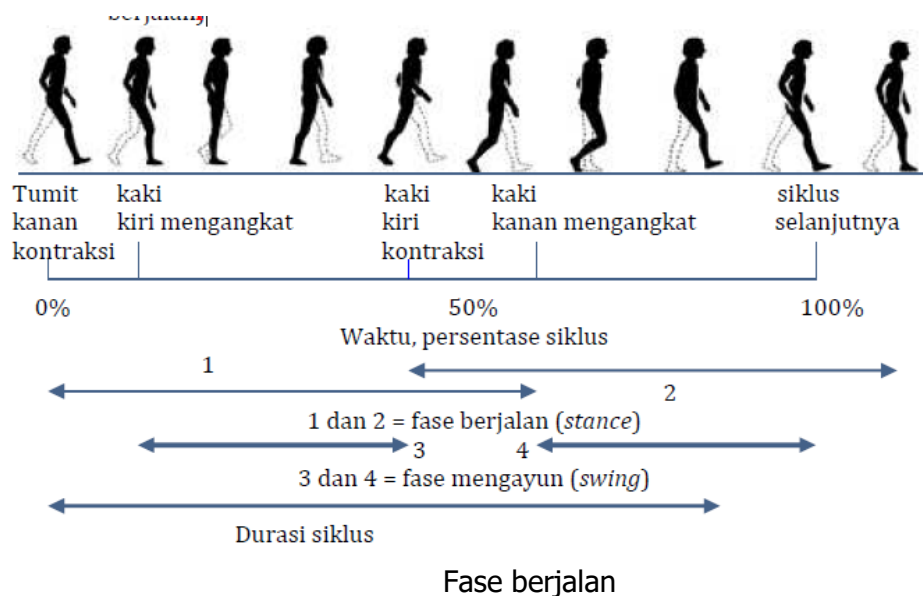 berjalan,
Tumit kanan kontraksi
kaki kiri mengangkat
kaki kiri kontraksi
kaki kanan mengangkat
siklus selanjutnya
0% 50% 100%
Waktu, persentase siklus
1
2
1 dan 2 = fase berjalan (stance)
3 4
3 dan 4 = fase mengayun (swing)
Durasi siklus
Fase berjalan